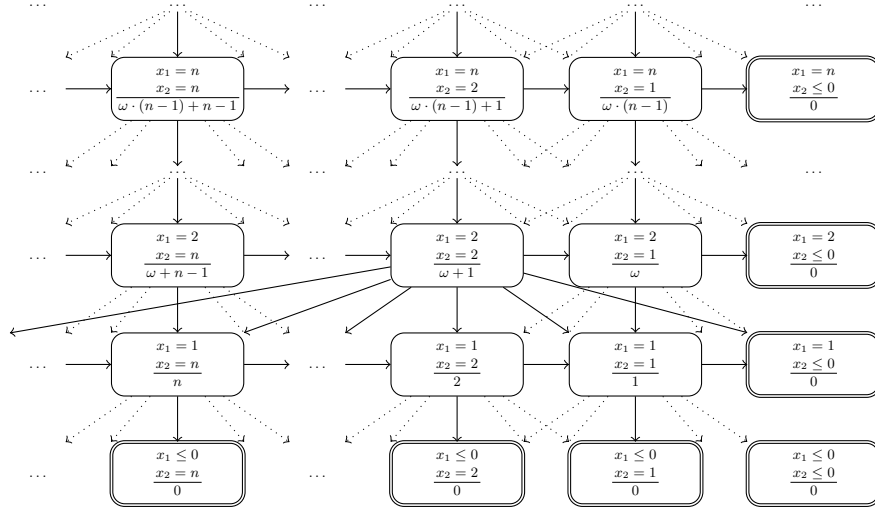 ... ... ... ... ... ...
...
x₁ = n
x₂ = n
ω · (n − 1) + n − 1
...
x₁ = n
x₂ = 2
ω · (n − 1) + 1
x₁ = n
x₂ = 1
ω · (n − 1)
x₁ = n
x₂ ≤ 0
0
... ... ... ... ... ...
...
x₁ = 2
x₂ = n
ω + n − 1
...
x₁ = 2
x₂ = 2
ω + 1
x₁ = 2
x₂ = 1
ω
x₁ = 2
x₂ ≤ 0
0
...
x₁ = 1
x₂ = n
n
...
x₁ = 1
x₂ = 2
2
x₁ = 1
x₂ = 1
1
x₁ = 1
x₂ ≤ 0
0
...
x₁ ≤ 0
x₂ = n
0
...
x₁ ≤ 0
x₂ = 2
0
x₁ ≤ 0
x₂ = 1
0
x₁ ≤ 0
x₂ ≤ 0
0